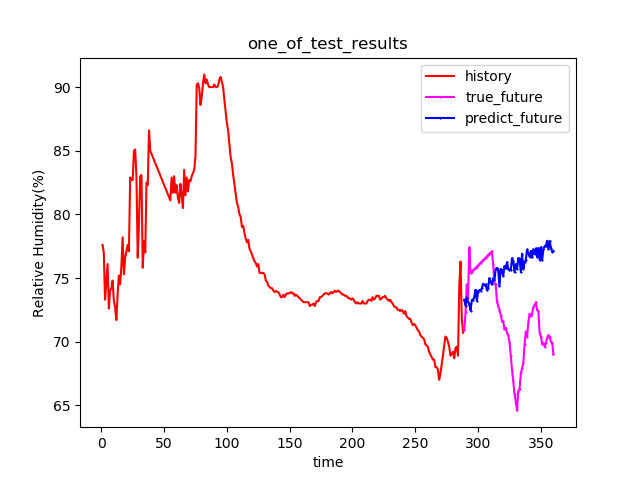 one_of_test_results
history
true_future
predict_future
Relative Humidity(%)
90
85
80
75
70
65
0 50 100 150 200 250 300 350
time